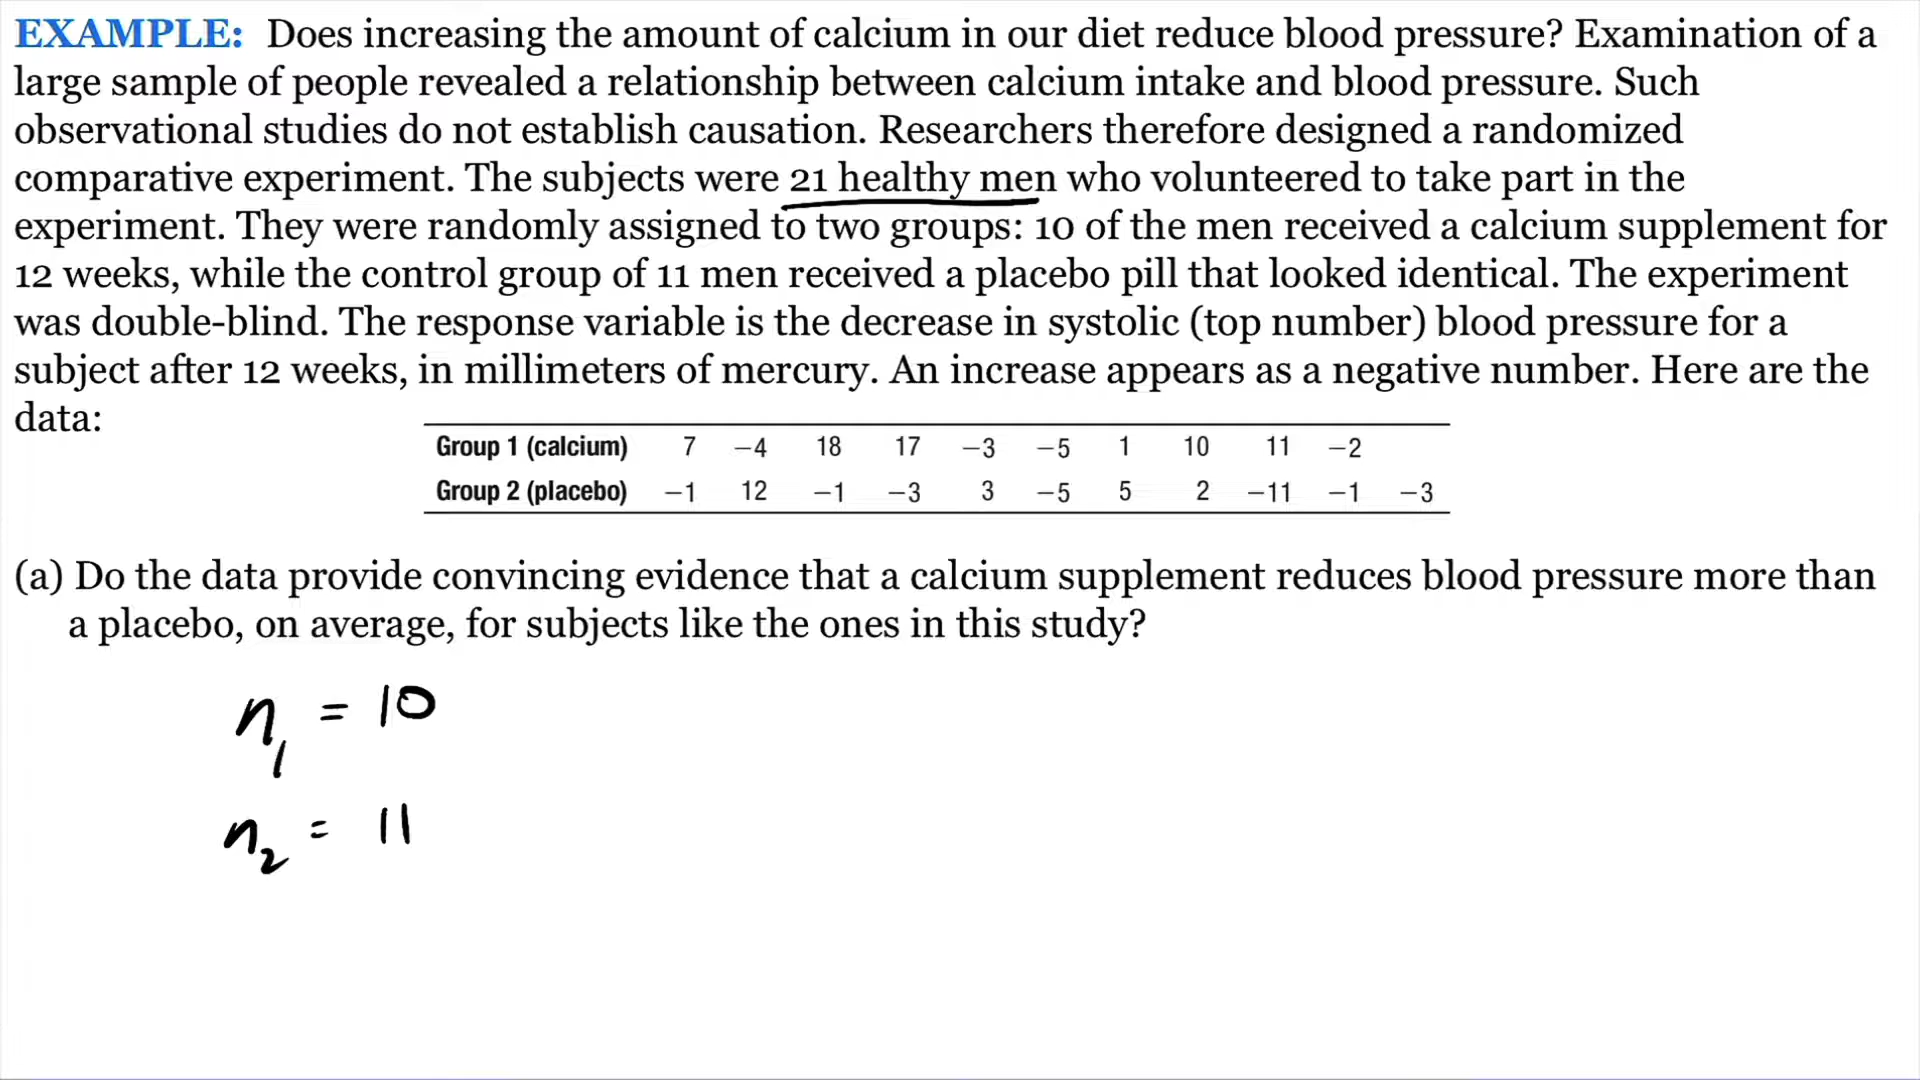 EXAMPLE: Does increasing the amount of calcium in our diet reduce blood pressure? Examination of a
large sample of people revealed a relationship between calcium intake and blood pressure. Such
observational studies do not establish causation. Researchers therefore designed a randomized
comparative experiment. The subjects were 21 healthy men who volunteered to take part in the
experiment. They were randomly assigned to two groups: 10 of the men received a calcium supplement for
12 weeks, while the control group of 11 men received a placebo pill that looked identical. The experiment
was double-blind. The response variable is the decrease in systolic (top number) blood pressure for a
subject after 12 weeks, in millimeters of mercury. An increase appears as a negative number. Here are the
data:
Group 1 (calcium) 7 −4 18 17 −3 −5 1 10 11 −2
Group 2 (placebo) −1 12 −1 −3 3 −5 5 2 −11 −1 −3
(a) Do the data provide convincing evidence that a calcium supplement reduces blood pressure more than
a placebo, on average, for subjects like the ones in this study?
n₁ = 10
n₂ = 11